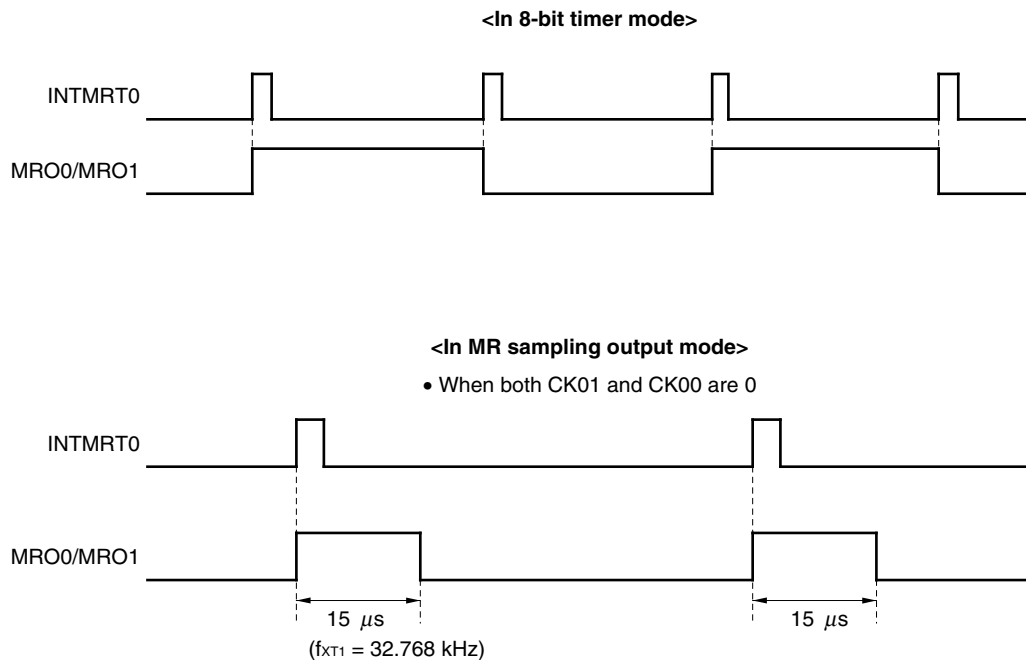 <In 8-bit timer mode>
INTMRT0
MRO0/MRO1
<In MR sampling output mode>
• When both CK01 and CK00 are 0
INTMRT0
MRO0/MRO1
15 μs 15 μs
(fXT1 = 32.768 kHz)